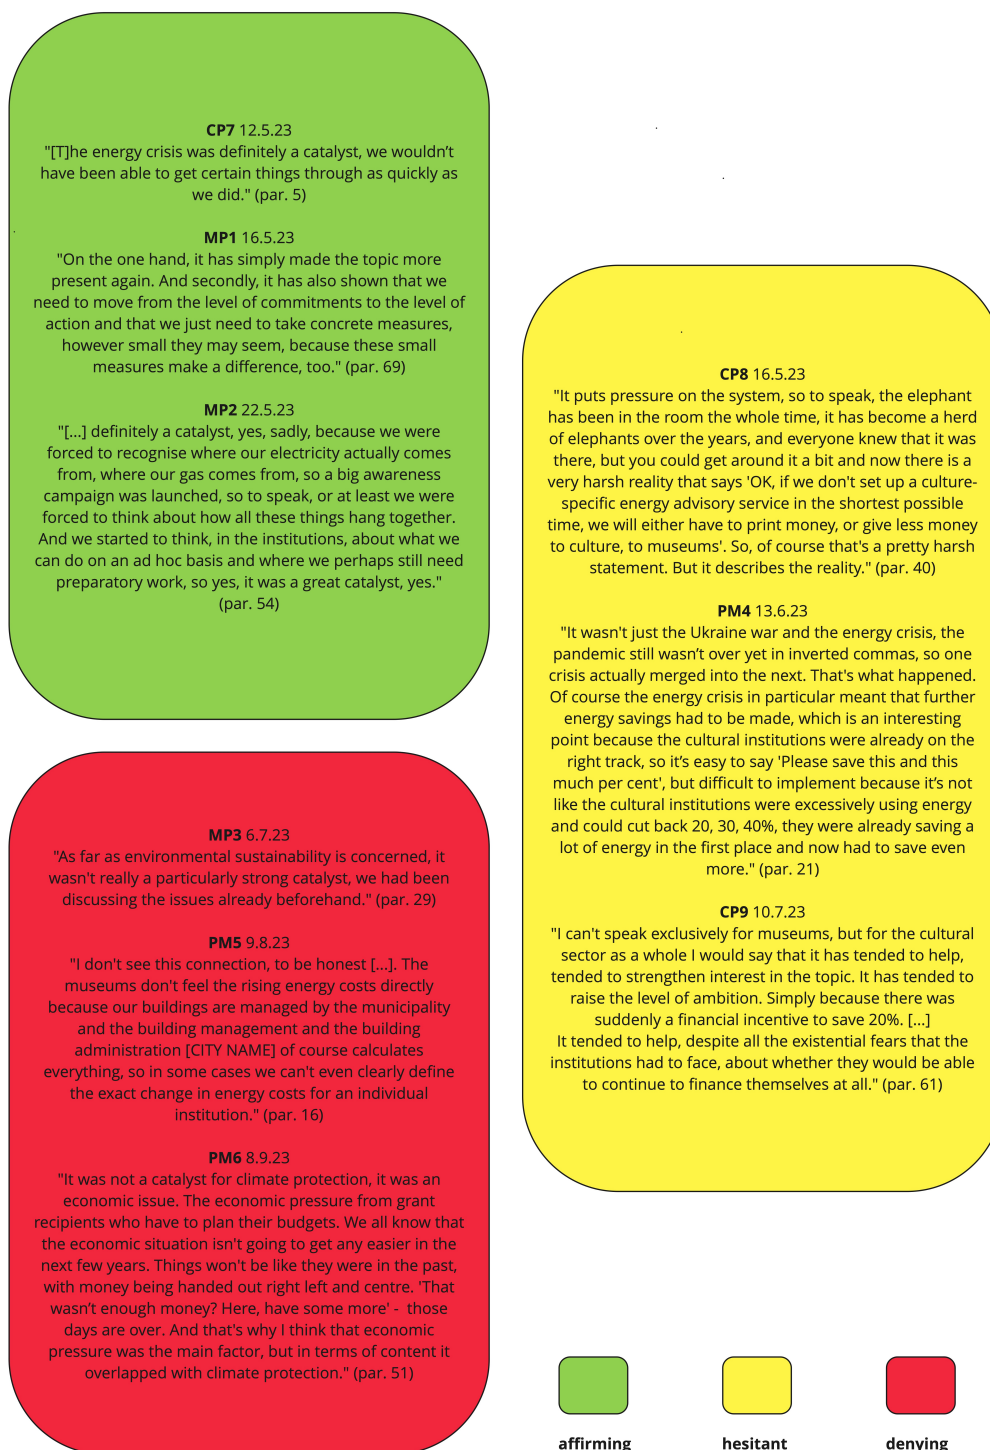 CP7 12.5.23
"[T]he energy crisis was definitely a catalyst, we wouldn’t
have been able to get certain things through as quickly as
we did." (par. 5)
MP1 16.5.23
"On the one hand, it has simply made the topic more
present again. And secondly, it has also shown that we
need to move from the level of commitments to the level of
action and that we just need to take concrete measures,
however small they may seem, because these small
measures make a difference, too." (par. 69)
MP2 22.5.23
"[...] definitely a catalyst, yes, sadly, because we were
forced to recognise where our electricity actually comes
from, where our gas comes from, so a big awareness
campaign was launched, so to speak, or at least we were
forced to think about how all these things hang together.
And we started to think, in the institutions, about what we
can do on an ad hoc basis and where we perhaps still need
preparatory work, so yes, it was a great catalyst, yes."
(par. 54)
MP3 6.7.23
"As far as environmental sustainability is concerned, it
wasn't really a particularly strong catalyst, we had been
discussing the issues already beforehand." (par. 29)
PM5 9.8.23
"I don't see this connection, to be honest [...]. The
museums don't feel the rising energy costs directly
because our buildings are managed by the municipality
and the building management and the building
administration [CITY NAME] of course calculates
everything, so in some cases we can't even clearly define
the exact change in energy costs for an individual
institution." (par. 16)
PM6 8.9.23
"It was not a catalyst for climate protection, it was an
economic issue. The economic pressure from grant
recipients who have to plan their budgets. We all know that
the economic situation isn't going to get any easier in the
next few years. Things won't be like they were in the past,
with money being handed out right left and centre. 'That
wasn’t enough money? Here, have some more' - those
days are over. And that's why I think that economic
pressure was the main factor, but in terms of content it
overlapped with climate protection." (par. 51)
CP8 16.5.23
"It puts pressure on the system, so to speak, the elephant
has been in the room the whole time, it has become a herd
of elephants over the years, and everyone knew that it was
there, but you could get around it a bit and now there is a
very harsh reality that says 'OK, if we don't set up a culture-
specific energy advisory service in the shortest possible
time, we will either have to print money, or give less money
to culture, to museums'. So, of course that's a pretty harsh
statement. But it describes the reality." (par. 40)
PM4 13.6.23
"It wasn't just the Ukraine war and the energy crisis, the
pandemic still wasn’t over yet in inverted commas, so one
crisis actually merged into the next. That's what happened.
Of course the energy crisis in particular meant that further
energy savings had to be made, which is an interesting
point because the cultural institutions were already on the
right track, so it’s easy to say 'Please save this and this
much per cent', but difficult to implement because it’s not
like the cultural institutions were excessively using energy
and could cut back 20, 30, 40%, they were already saving a
lot of energy in the first place and now had to save even
more." (par. 21)
CP9 10.7.23
"I can't speak exclusively for museums, but for the cultural
sector as a whole I would say that it has tended to help,
tended to strengthen interest in the topic. It has tended to
raise the level of ambition. Simply because there was
suddenly a financial incentive to save 20%. [...]
It tended to help, despite all the existential fears that the
institutions had to face, about whether they would be able
to continue to finance themselves at all." (par. 61)
affirming hesitant denying